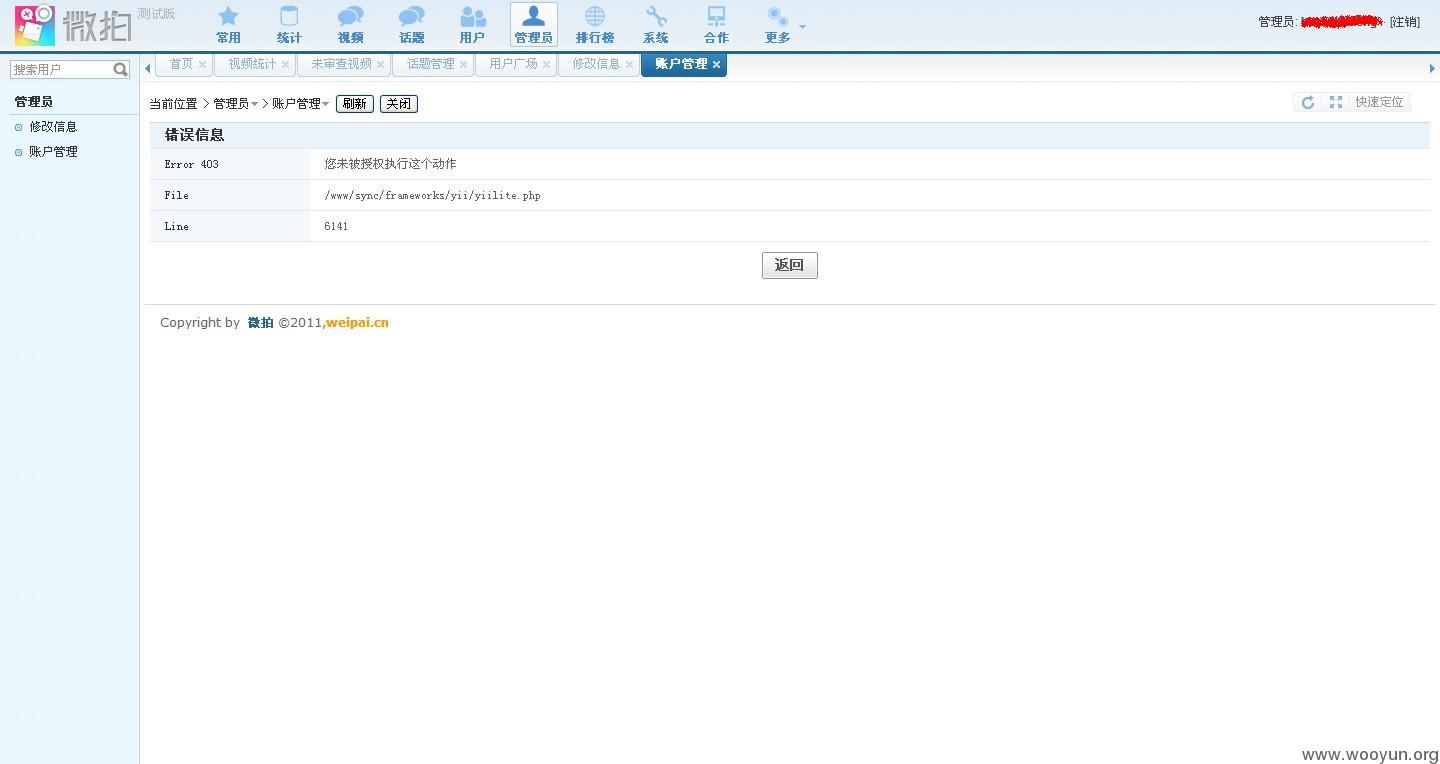 微拍 测试版
常用 统计 视频 话题 用户 管理员 排行榜 系统 合作 更多
管理员: [注销]
搜索用户
首页 视频统计 未审查视频 话题管理 用户广场 修改信息 账户管理
管理员
修改信息
账户管理
当前位置 > 管理员 > 账户管理 刷新 关闭
快速定位
错误信息
Error 403 您未被授权执行这个动作
File /www/sync/frameworks/yii/yiilite.php
Line 6141
返回
Copyright by 微拍 ©2011,weipai.cn
www.wooyun.org